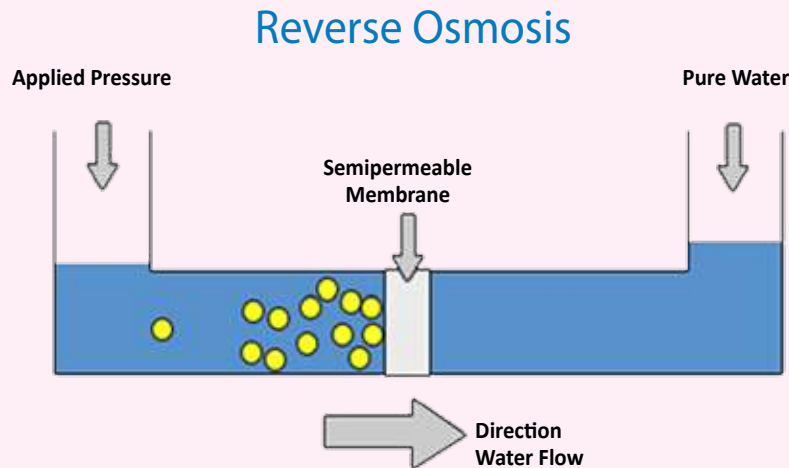 Reverse Osmosis
Applied Pressure
Pure Water
Semipermeable
Membrane
Direction
Water Flow